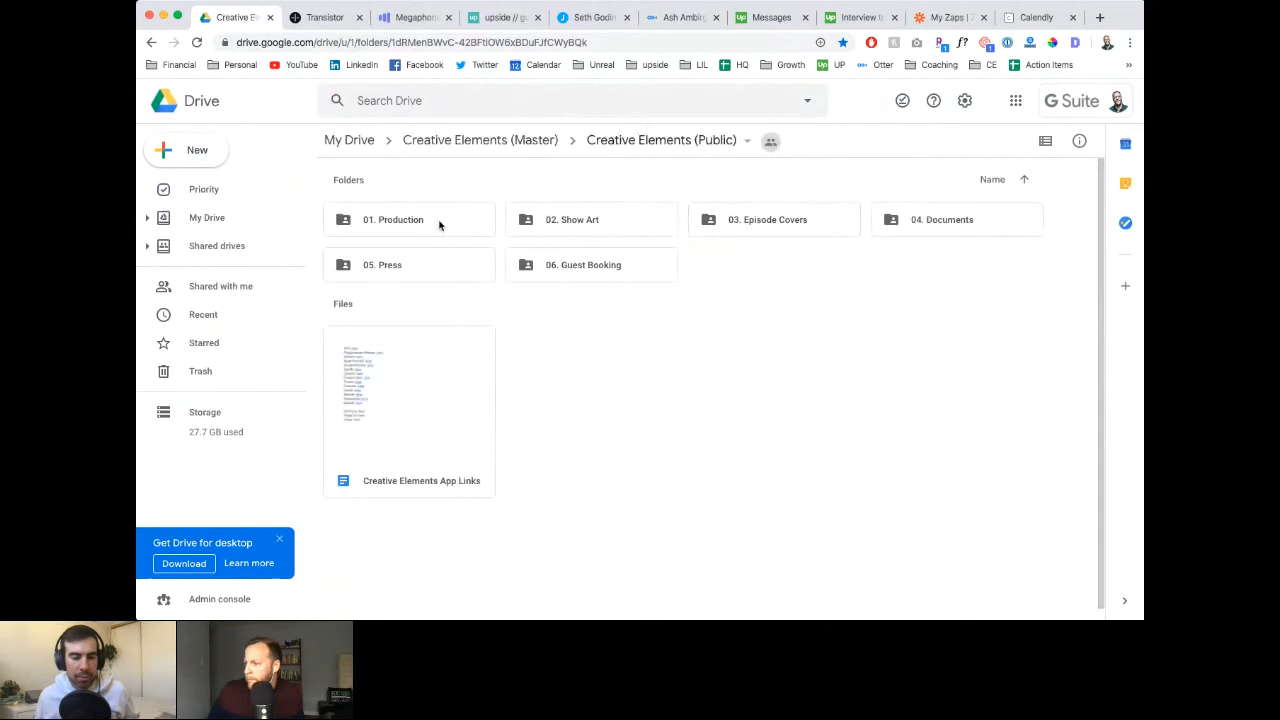 Creative El
Transistor
Megaphon
upside // gu
Seth Godin
Ash Ambirg
Messages
Interview t
My Zaps | Z
Calendly
drive.google.com/drive/u/1/folders/1dRMenBWvC-42BFtlOW6xBDuFJfCWyBQk
Financial
Personal
YouTube
LinkedIn
Facebook
Twitter
Calendar
Unreal
upside
LIL
HQ
Growth
UP
Otter
Coaching
CE
Action Items
»
Drive
Search Drive
G Suite
New
My Drive > Creative Elements (Master) > Creative Elements (Public)
Folders
Name
01. Production
02. Show Art
03. Episode Covers
04. Documents
05. Press
06. Guest Booking
Files
Creative Elements App Links
Priority
My Drive
Shared drives
Shared with me
Recent
Starred
Trash
Storage
27.7 GB used
Get Drive for desktop
Download
Learn more
Admin console